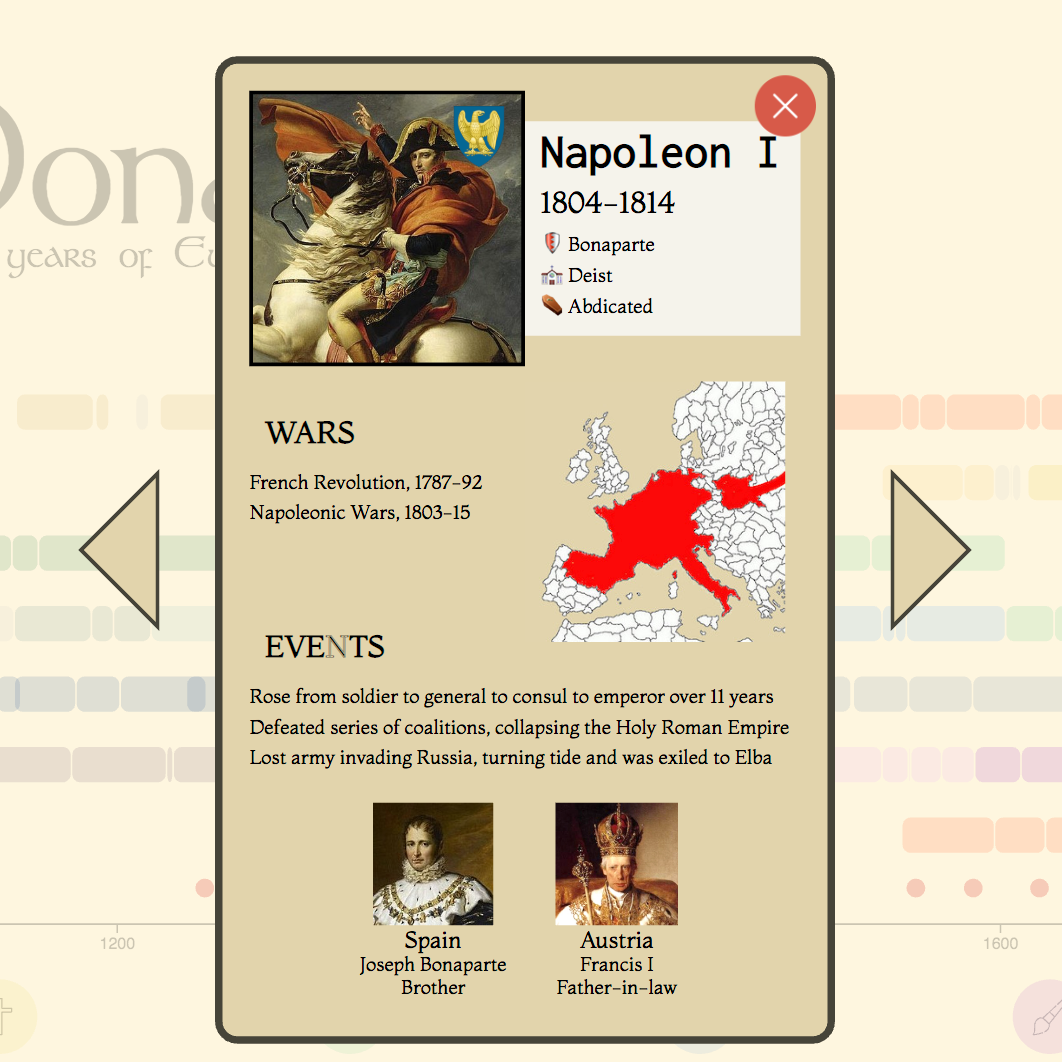 years of
Napoleon I
1804–1814
Bonaparte
Deist
Abdicated
WARS
French Revolution, 1787–92
Napoleonic Wars, 1803–15
EVENTS
Rose from soldier to general to consul to emperor over 11 years
Defeated series of coalitions, collapsing the Holy Roman Empire
Lost army invading Russia, turning tide and was exiled to Elba
Spain
Joseph Bonaparte
Brother
Austria
Francis I
Father-in-law
1200
1600